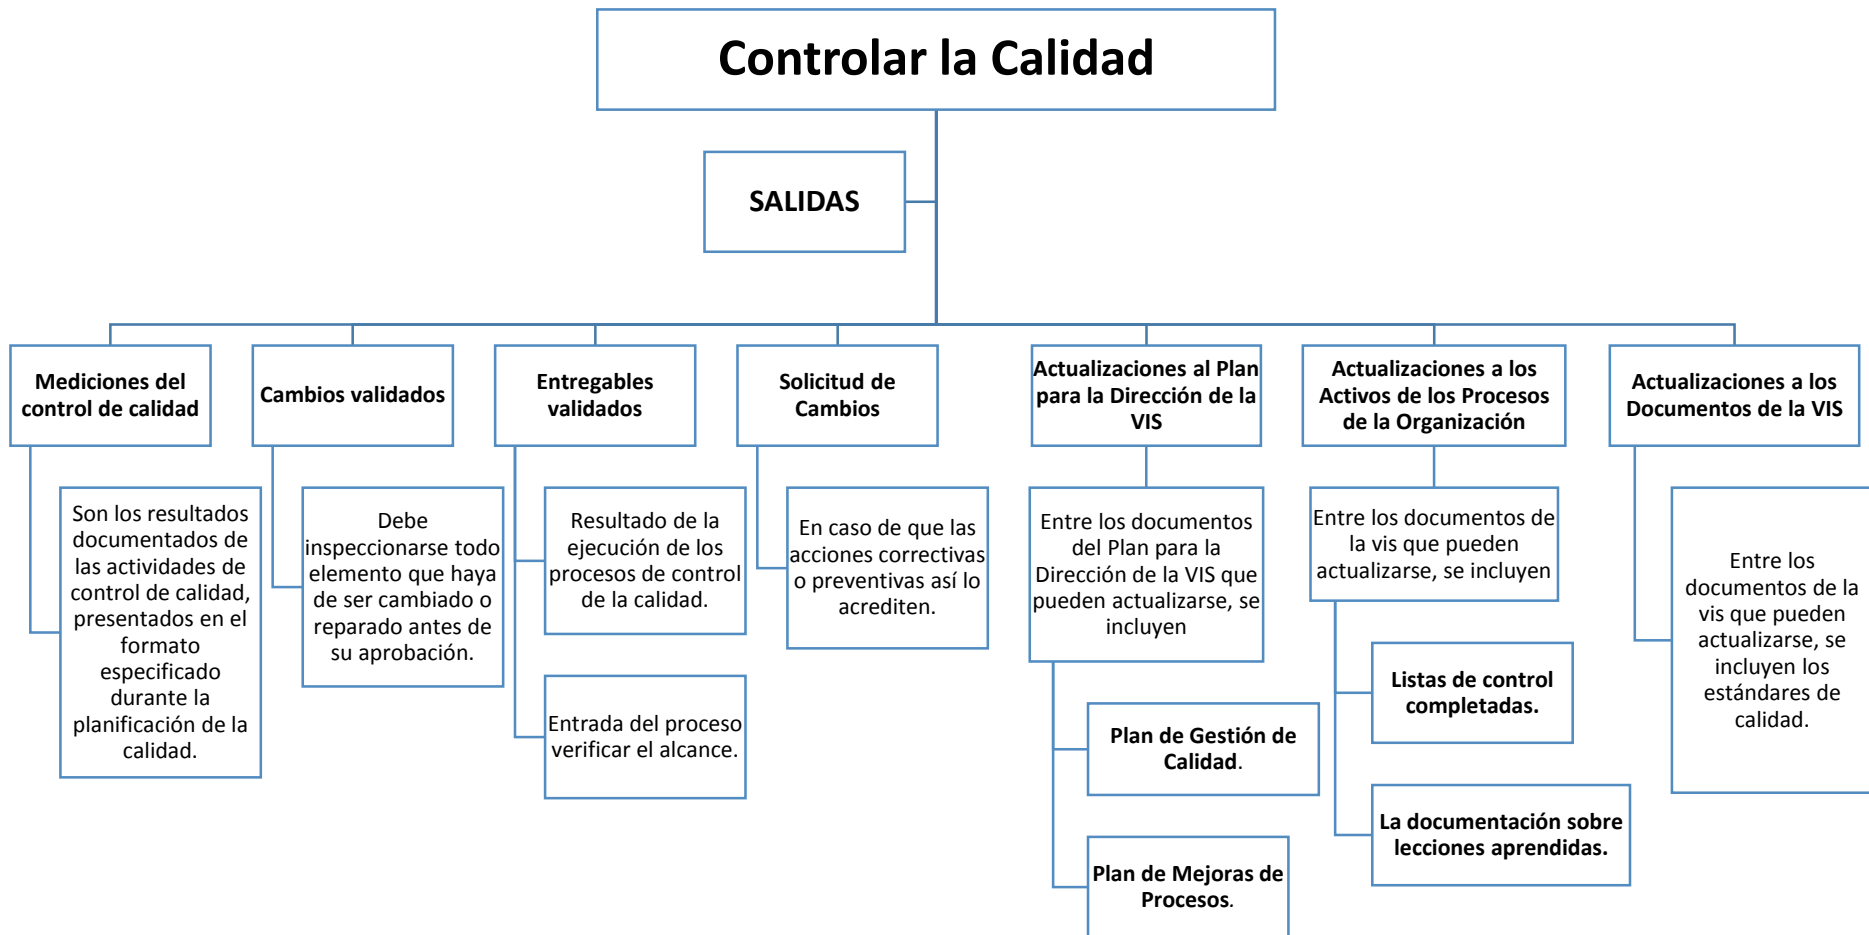 Controlar la Calidad
SALIDAS
Mediciones del
control de calidad
Son los resultados
documentados de
las actividades de
control de calidad,
presentados en el
formato
especificado
durante la
planificación de la
calidad.
Cambios validados
Debe
inspeccionarse todo
elemento que haya
de ser cambiado o
reparado antes de
su aprobación.
Entregables
validados
Resultado de la
ejecución de los
procesos de control
de la calidad.
Entrada del proceso
verificar el alcance.
Solicitud de
Cambios
En caso de que las
acciones correctivas
o preventivas así lo
acrediten.
Actualizaciones al Plan
para la Dirección de la
VIS
Entre los documentos
del Plan para la
Dirección de la VIS que
pueden actualizarse, se
incluyen
Plan de Gestión de
Calidad.
Plan de Mejoras de
Procesos.
Actualizaciones a los
Activos de los Procesos
de la Organización
Entre los documentos de
la vis que pueden
actualizarse, se incluyen
Listas de control
completadas.
La documentación sobre
lecciones aprendidas.
Actualizaciones a los
Documentos de la VIS
Entre los
documentos de la
vis que pueden
actualizarse, se
incluyen los
estándares de
calidad.